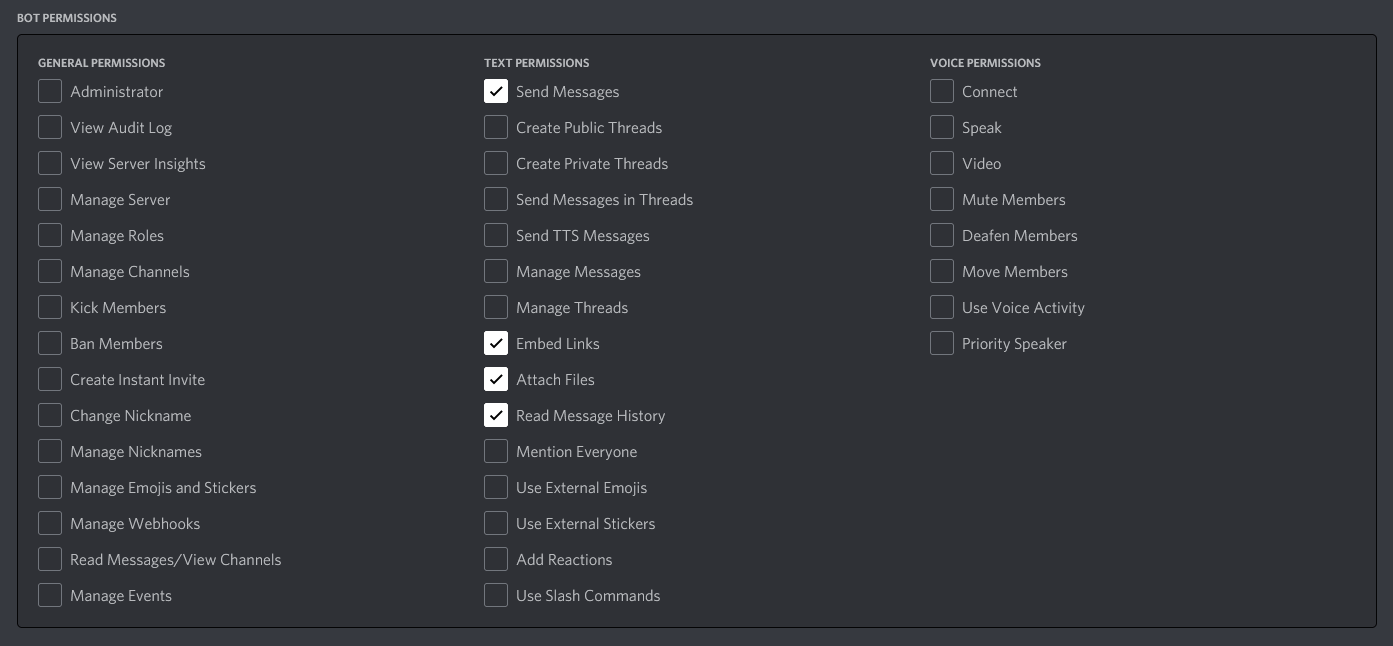 BOT PERMISSIONS
GENERAL PERMISSIONS
Administrator
View Audit Log
View Server Insights
Manage Server
Manage Roles
Manage Channels
Kick Members
Ban Members
Create Instant Invite
Change Nickname
Manage Nicknames
Manage Emojis and Stickers
Manage Webhooks
Read Messages/View Channels
Manage Events
TEXT PERMISSIONS
Send Messages
Create Public Threads
Create Private Threads
Send Messages in Threads
Send TTS Messages
Manage Messages
Manage Threads
Embed Links
Attach Files
Read Message History
Mention Everyone
Use External Emojis
Use External Stickers
Add Reactions
Use Slash Commands
VOICE PERMISSIONS
Connect
Speak
Video
Mute Members
Deafen Members
Move Members
Use Voice Activity
Priority Speaker